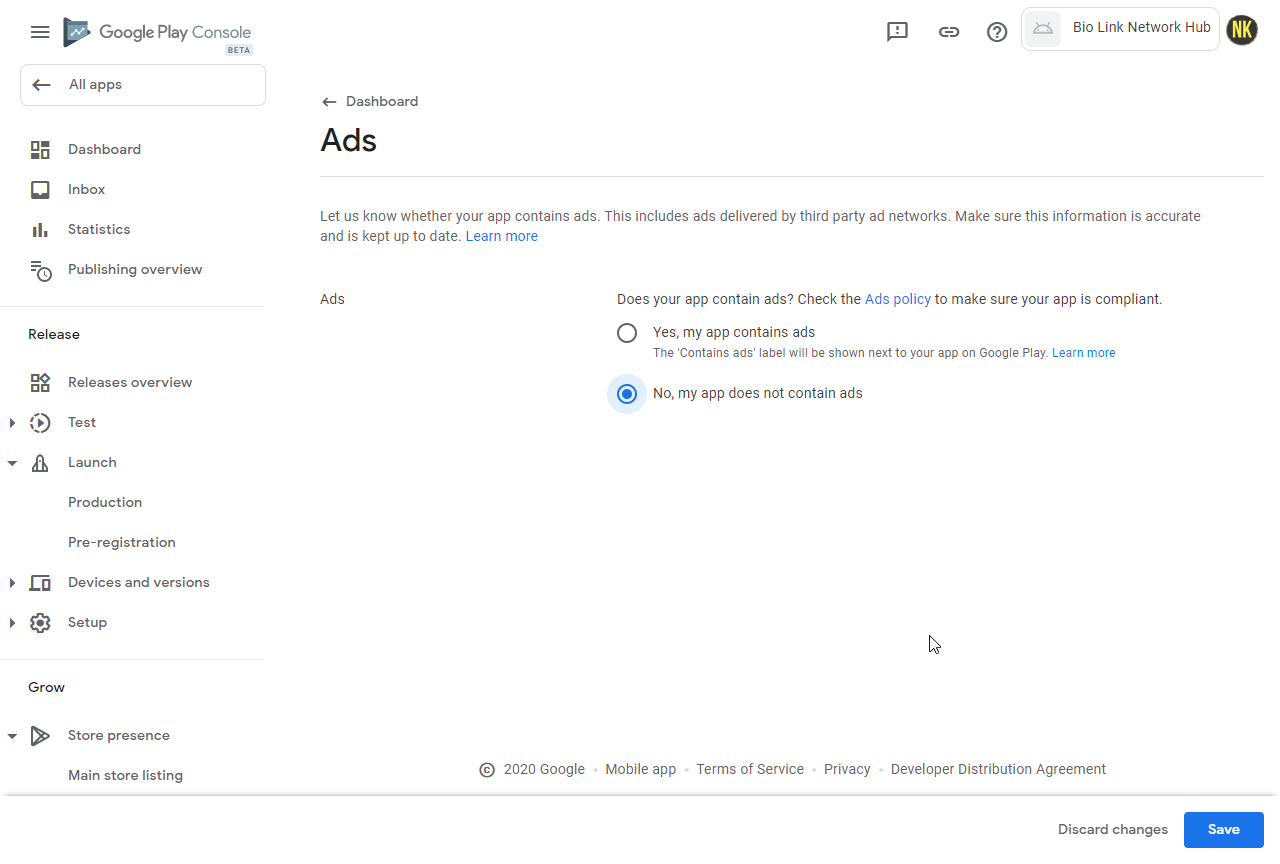 Google Play Console
BETA
Bio Link Network Hub
NK
All apps
Dashboard
Inbox
Statistics
Publishing overview
Release
Releases overview
Test
Launch
Production
Pre-registration
Devices and versions
Setup
Grow
Store presence
Main store listing
Dashboard
Ads
Let us know whether your app contains ads. This includes ads delivered by third party ad networks. Make sure this information is accurate
and is kept up to date. Learn more
Ads
Does your app contain ads? Check the Ads policy to make sure your app is compliant.
Yes, my app contains ads
The 'Contains ads' label will be shown next to your app on Google Play. Learn more
No, my app does not contain ads
© 2020 Google • Mobile app • Terms of Service • Privacy • Developer Distribution Agreement
Discard changes
Save